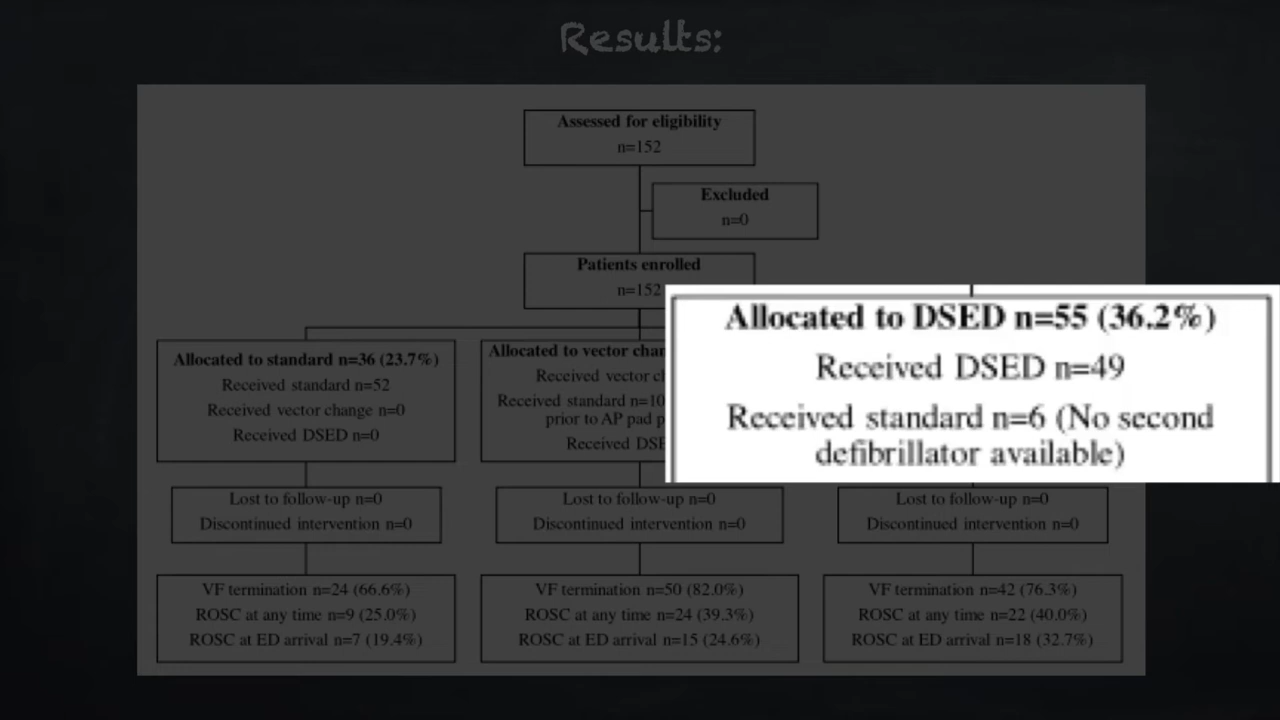 Results:
Assessed for eligibility
n=152
Excluded
n=0
Patients enrolled
n=152
Allocated to standard n=36 (23.7%)
Received standard n=52
Received vector change n=0
Received DSED n=0
Allocated to vector
Received vector
Received standard n=10
prior to AP pad
Received
Allocated to DSED n=55 (36.2%)
Received DSED n=49
Received standard n=6 (No second
defibrillator available)
Lost to follow-up n=0
Discontinued intervention n=0
Lost to follow-up n=0
Discontinued intervention n=0
Lost to follow-up n=0
Discontinued intervention n=0
VF termination n=24 (66.6%)
ROSC at any time n=9 (25.0%)
ROSC at ED arrival n=7 (19.4%)
VF termination n=50 (82.0%)
ROSC at any time n=24 (39.3%)
ROSC at ED arrival n=15 (24.6%)
VF termination n=42 (76.3%)
ROSC at any time n=22 (40.0%)
ROSC at ED arrival n=18 (32.7%)